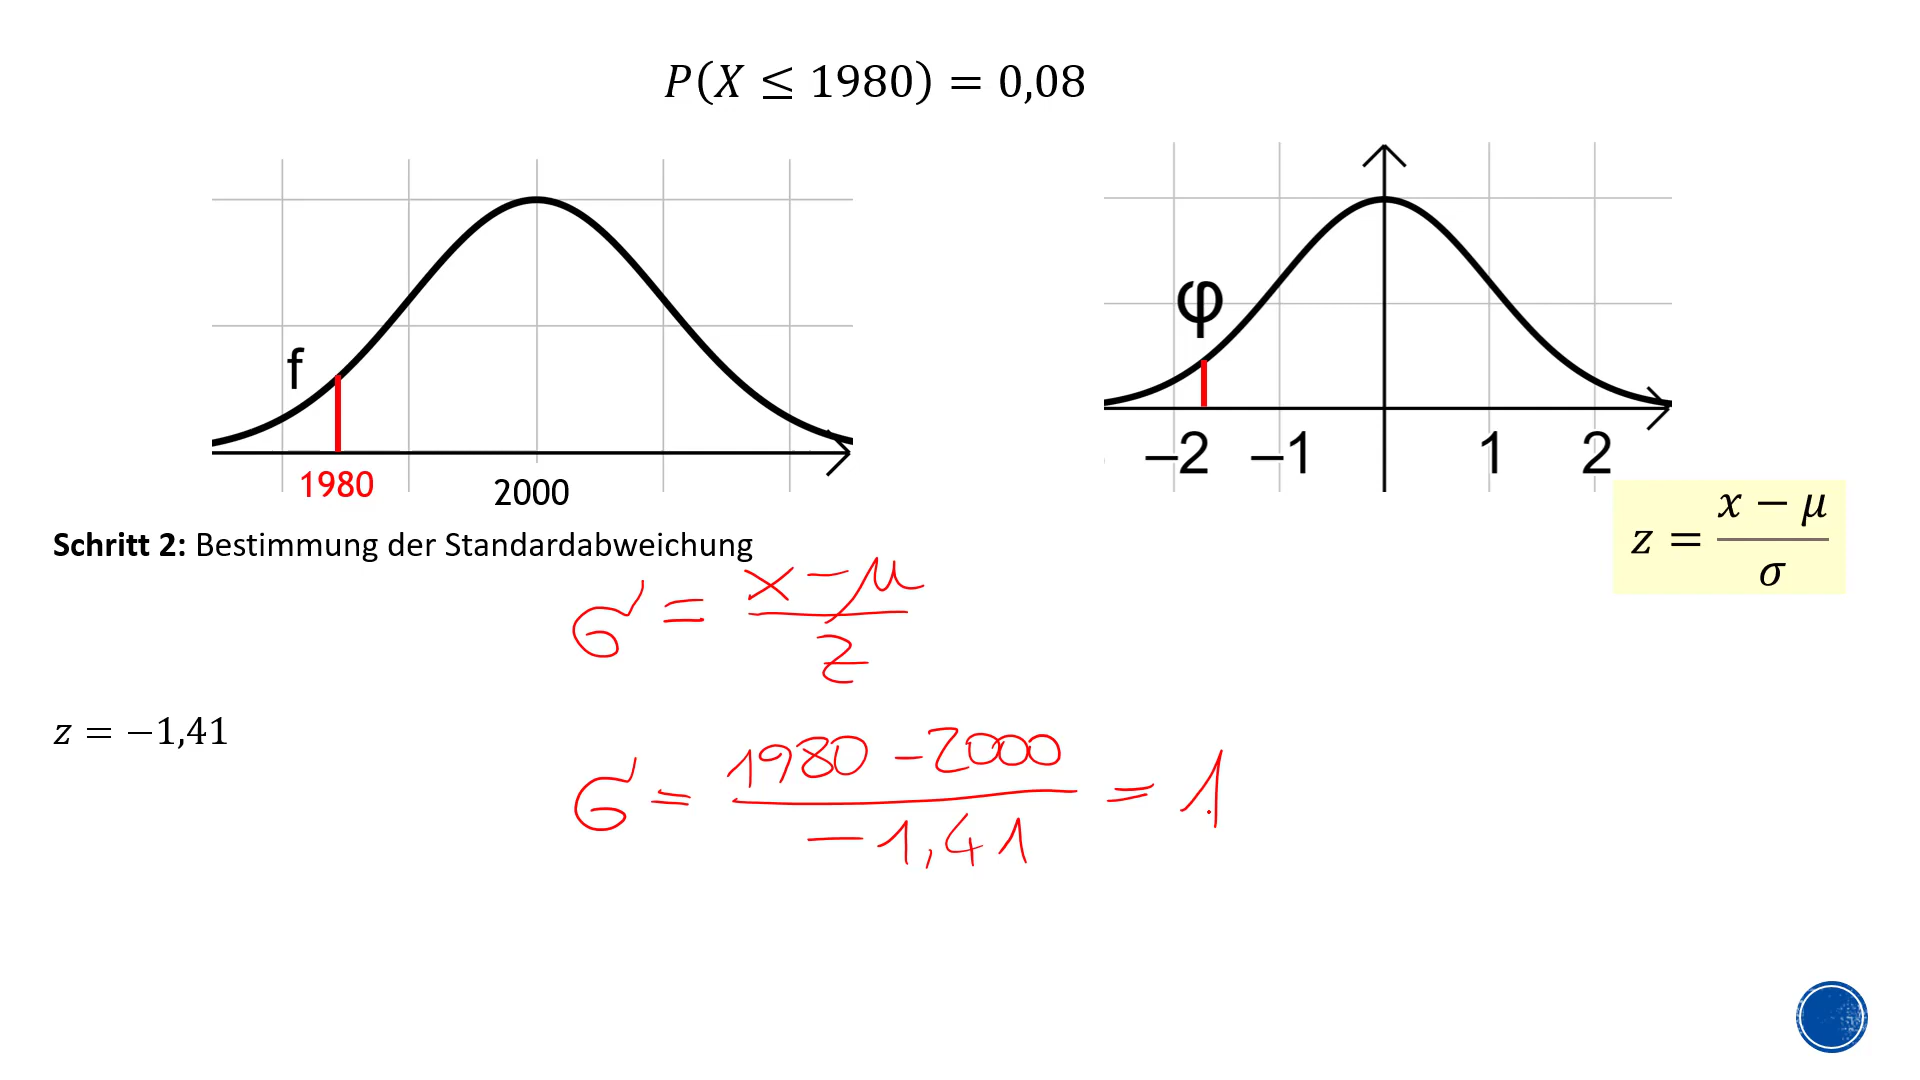 P(X ≤ 1980) = 0,08
f
1980
2000
φ
–2 –1 1 2
z = (x − μ) / σ
Schritt 2: Bestimmung der Standardabweichung
σ = (x − μ) / z
z = −1,41
σ = (1980 − 2000) / (−1,41) = 1